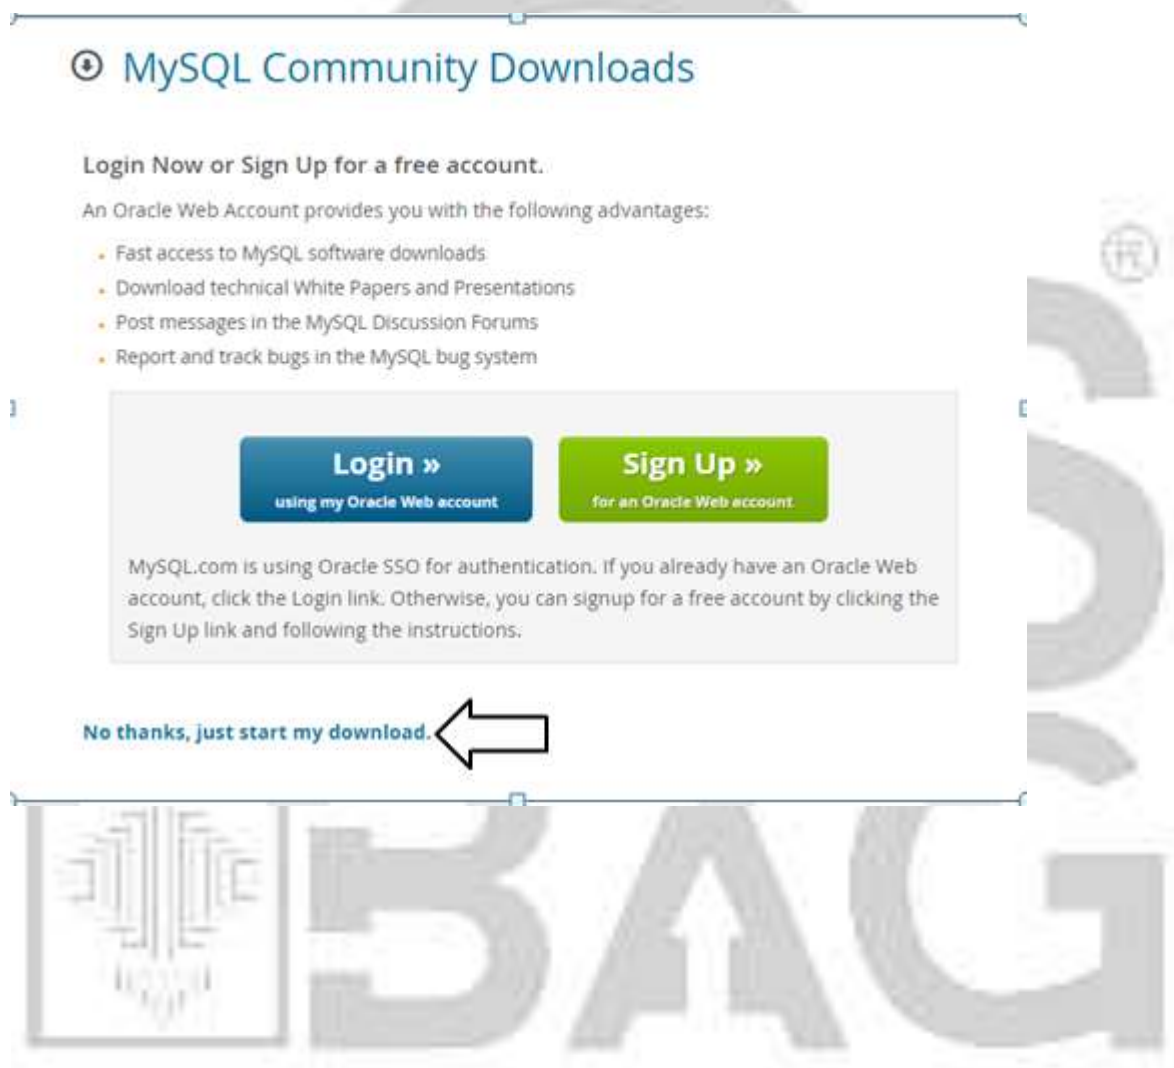 MySQL Community Downloads
Login Now or Sign Up for a free account.
An Oracle Web Account provides you with the following advantages:
Fast access to MySQL software downloads
Download technical White Papers and Presentations
Post messages in the MySQL Discussion Forums
Report and track bugs in the MySQL bug system
Login »
using my Oracle Web account
Sign Up »
for an Oracle Web account
MySQL.com is using Oracle SSO for authentication. If you already have an Oracle Web
account, click the Login link. Otherwise, you can signup for a free account by clicking the
Sign Up link and following the instructions.
No thanks, just start my download.
BAG